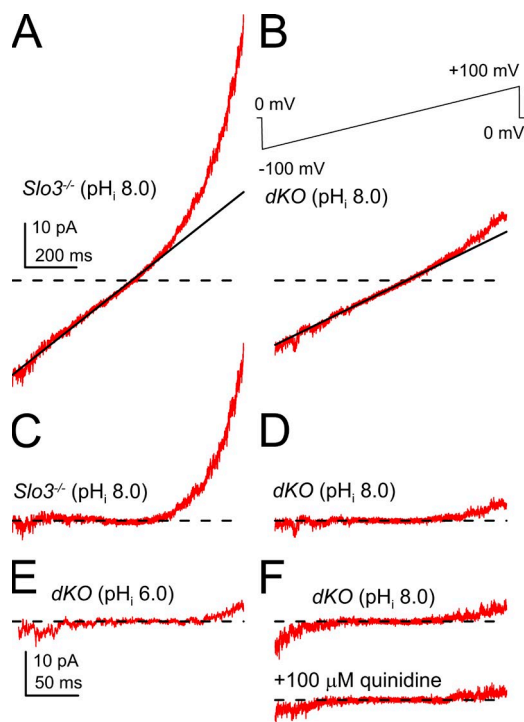 A
B
+100 mV
0 mV
0 mV
-100 mV
Slo3-/- (pHi 8.0)
dKO (pHi 8.0)
10 pA
200 ms
C
D
Slo3-/- (pHi 8.0)
dKO (pHi 8.0)
E
F
dKO (pHi 6.0)
dKO (pHi 8.0)
10 pA
50 ms
+100 µM quinidine